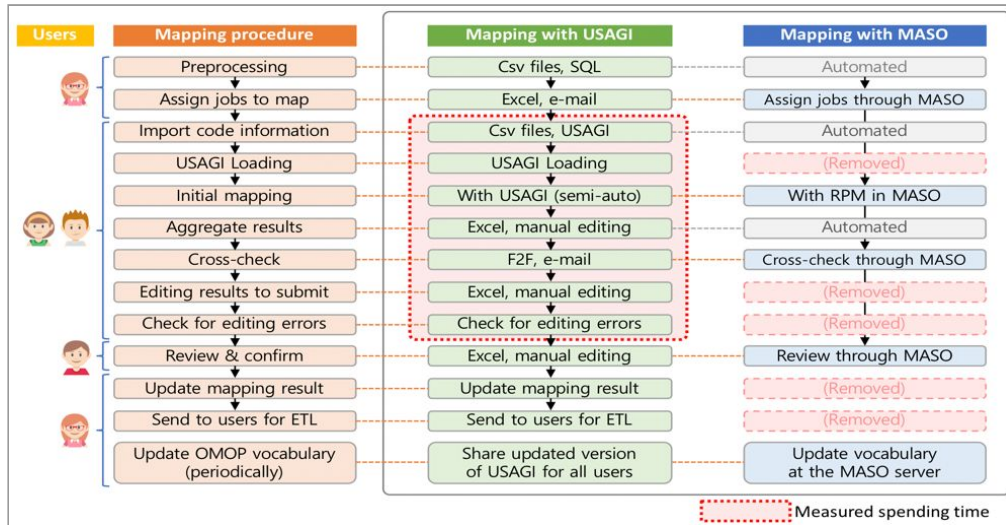 Users
Mapping procedure
Mapping with USAGI
Mapping with MASO
Preprocessing
Csv files, SQL
Automated
Assign jobs to map
Excel, e-mail
Assign jobs through MASO
Import code information
Csv files, USAGI
Automated
USAGI Loading
USAGI Loading
(Removed)
Initial mapping
With USAGI (semi-auto)
With RPM in MASO
Aggregate results
Excel, manual editing
Automated
Cross-check
F2F, e-mail
Cross-check through MASO
Editing results to submit
Excel, manual editing
(Removed)
Check for editing errors
Check for editing errors
(Removed)
Review & confirm
Excel, manual editing
Review through MASO
Update mapping result
Update mapping result
(Removed)
Send to users for ETL
Send to users for ETL
(Removed)
Update OMOP vocabulary
(periodically)
Share updated version
of USAGI for all users
Update vocabulary
at the MASO server
Measured spending time